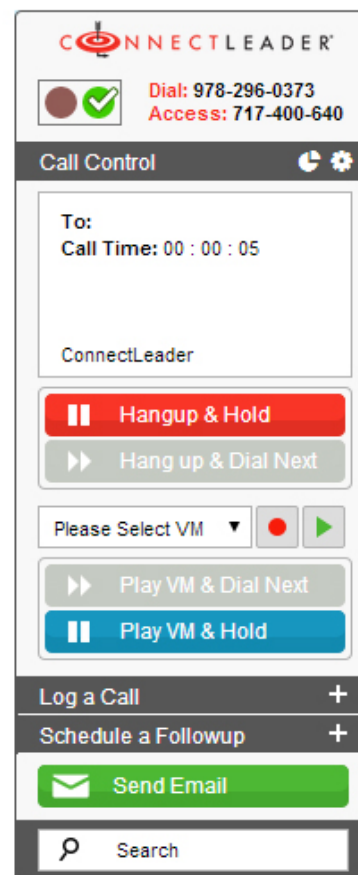 CONNECTLEADER®
Dial: 978-296-0373
Access: 717-400-640
Call Control
To:
Call Time: 00 : 00 : 05
ConnectLeader
Hangup & Hold
Hang up & Dial Next
Please Select VM
Play VM & Dial Next
Play VM & Hold
Log a Call +
Schedule a Followup +
Send Email
Search